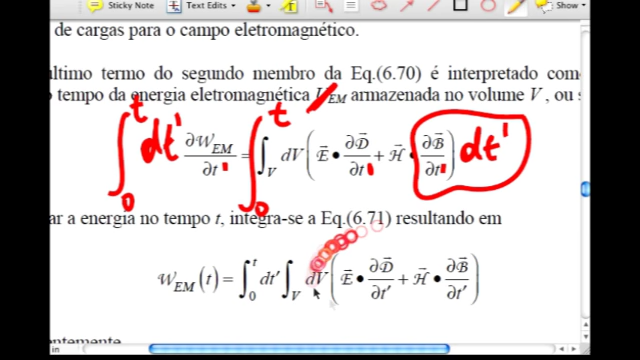 Sticky Note Text Edits Show
de cargas para o campo eletromagnético.
último termo do segundo membro da Eq.(6.70) é interpretado com
tempo da energia eletromagnética U_EM armazenada no volume V, ou s
∫_0^t dt' ∂W_EM/∂t' = ∫_0^t ∫_V dV ( E⃗ • ∂D⃗/∂t' + H⃗ • ∂B⃗/∂t' ) dt'
ar a energia no tempo t, integra-se a Eq.(6.71) resultando em
W_EM(t) = ∫_0^t dt' ∫_V dV ( E⃗ • ∂D⃗/∂t' + H⃗ • ∂B⃗/∂t' )
in